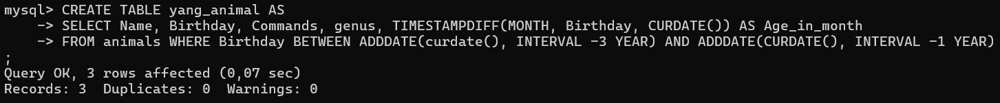 mysql> CREATE TABLE yang_animal AS
    -> SELECT Name, Birthday, Commands, genus, TIMESTAMPDIFF(MONTH, Birthday, CURDATE()) AS Age_in_month
    -> FROM animals WHERE Birthday BETWEEN ADDDATE(curdate(), INTERVAL -3 YEAR) AND ADDDATE(CURDATE(), INTERVAL -1 YEAR)
;
Query OK, 3 rows affected (0,07 sec)
Records: 3  Duplicates: 0  Warnings: 0